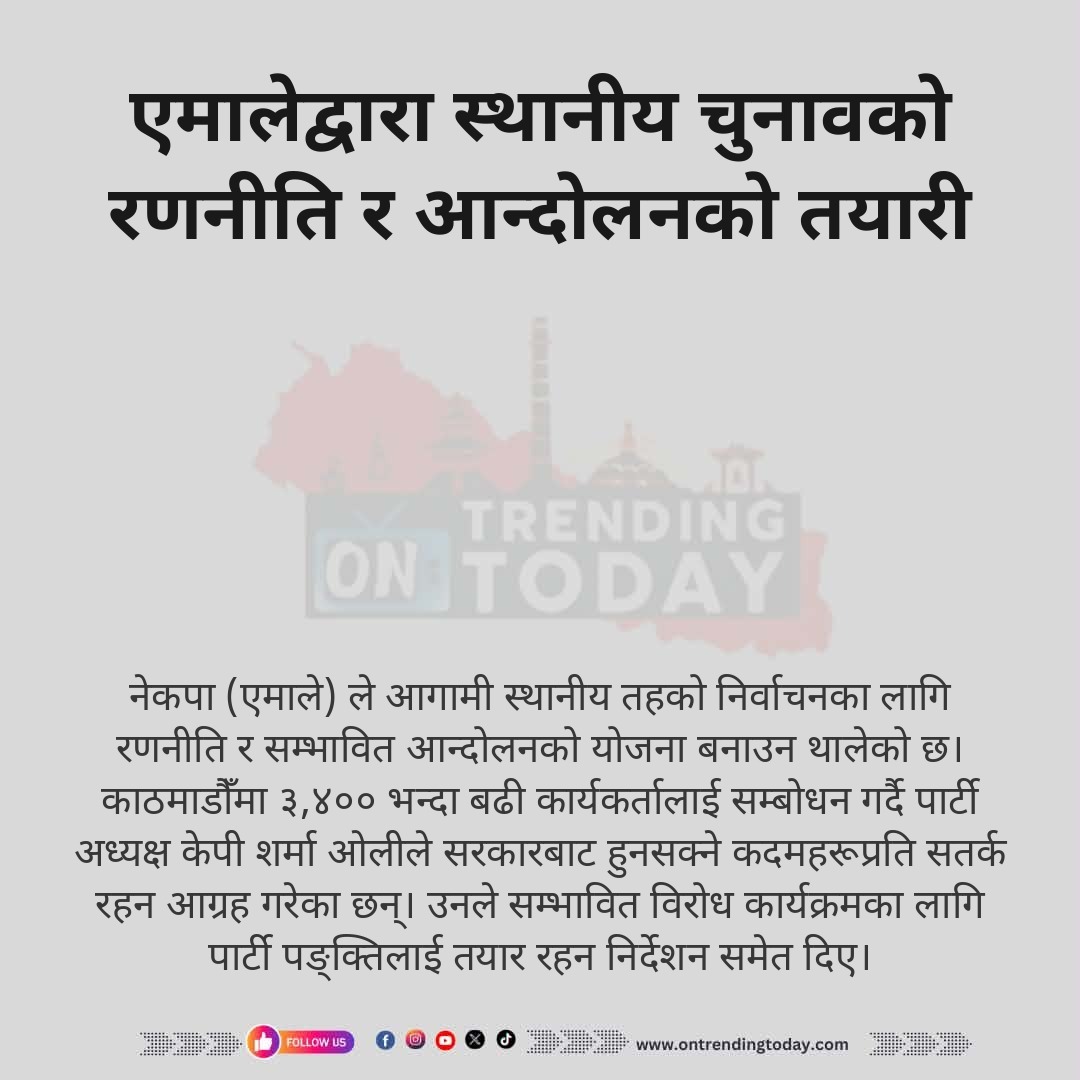 एमालेद्वारा स्थानीय चुनावको
रणनीति र आन्दोलनको तयारी
TRENDING
ON TODAY
नेकपा (एमाले) ले आगामी स्थानीय तहको निर्वाचनका लागि
रणनीति र सम्भावित आन्दोलनको योजना बनाउन थालेको छ।
काठमाडौँमा ३,४०० भन्दा बढी कार्यकर्तालाई सम्बोधन गर्दै पार्टी
अध्यक्ष केपी शर्मा ओलीले सरकारबाट हुनसक्ने कदमहरूप्रति सतर्क
रहन आग्रह गरेका छन्। उनले सम्भावित विरोध कार्यक्रमका लागि
पार्टी पङ्क्तिलाई तयार रहन निर्देशन समेत दिए।
FOLLOW US www.ontrendingtoday.com